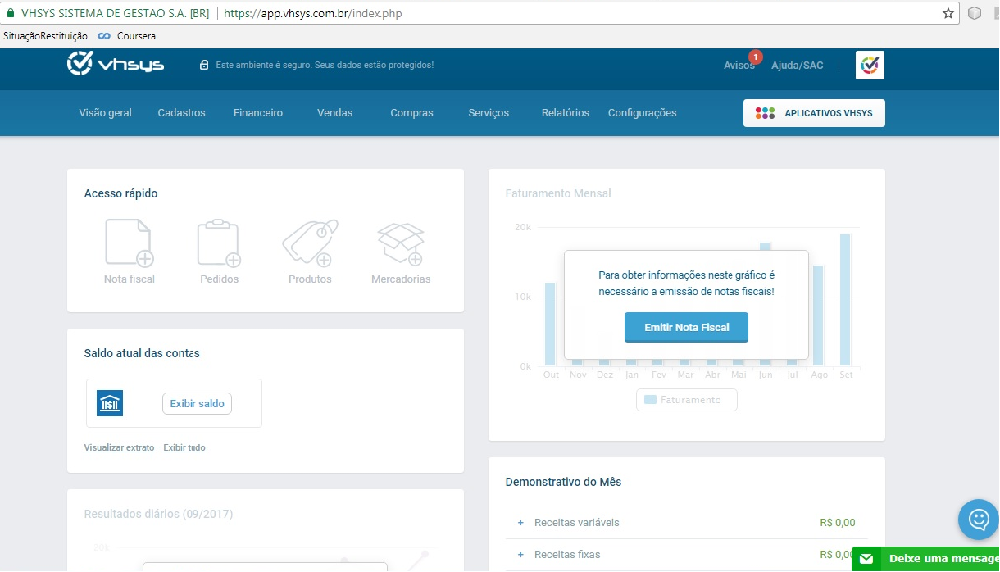 VHSYS SISTEMA DE GESTAO S.A. [BR] https://app.vhsys.com.br/index.php
SituaçãoRestituição Coursera
vhsys Este ambiente é seguro. Seus dados estão protegidos! Avisos 1 Ajuda/SAC
Visão geral Cadastros Financeiro Vendas Compras Serviços Relatórios Configurações APLICATIVOS VHSYS
Acesso rápido
Nota fiscal Pedidos Produtos Mercadorias
Saldo atual das contas
Exibir saldo
Visualizar extrato - Exibir tudo
Resultados diários (09/2017)
20k
Faturamento Mensal
20k
10k
0k
Para obter informações neste gráfico é
necessário a emissão de notas fiscais!
Emitir Nota Fiscal
Out Nov Dez Jan Fev Mar Abr Mai Jun Jul Ago Set
Faturamento
Demonstrativo do Mês
+ Receitas variáveis R$ 0,00
+ Receitas fixas R$ 0,00
Deixe uma mensage